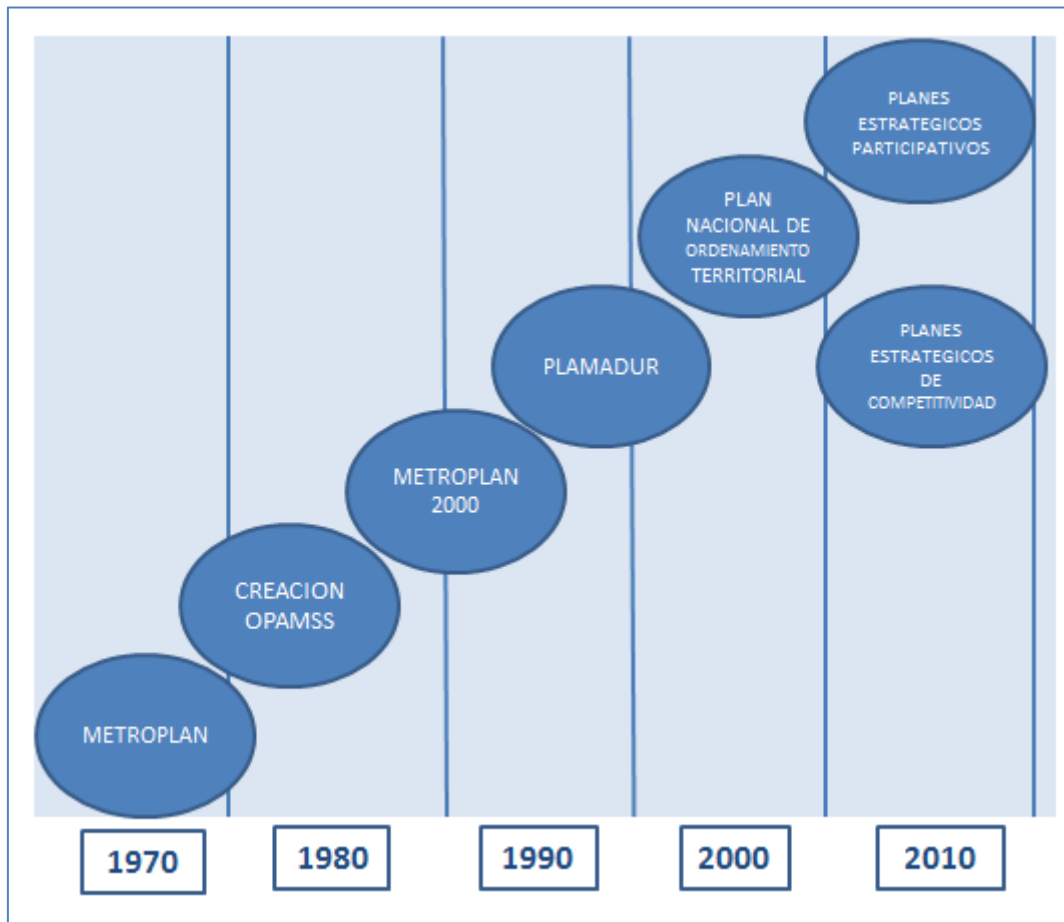 PLANES
ESTRATEGICOS
PARTICIPATIVOS
PLAN
NACIONAL DE
ORDENAMIENTO
TERRITORIAL
PLANES
ESTRATEGICOS
DE
COMPETITIVIDAD
PLAMADUR
METROPLAN
2000
CREACION
OPAMSS
METROPLAN
1970
1980
1990
2000
2010